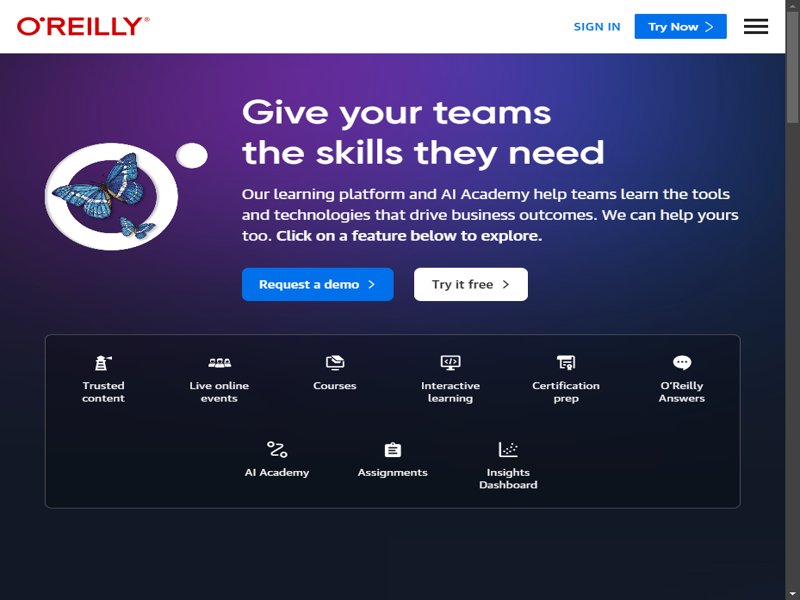 O'REILLY®
SIGN IN
Try Now
Give your teams
the skills they need
Our learning platform and AI Academy help teams learn the tools
and technologies that drive business outcomes. We can help yours
too. Click on a feature below to explore.
Request a demo
Try it free
Trusted
content
Live online
events
Courses
Interactive
learning
Certification
prep
O'Reilly
Answers
AI Academy
Assignments
Insights
Dashboard